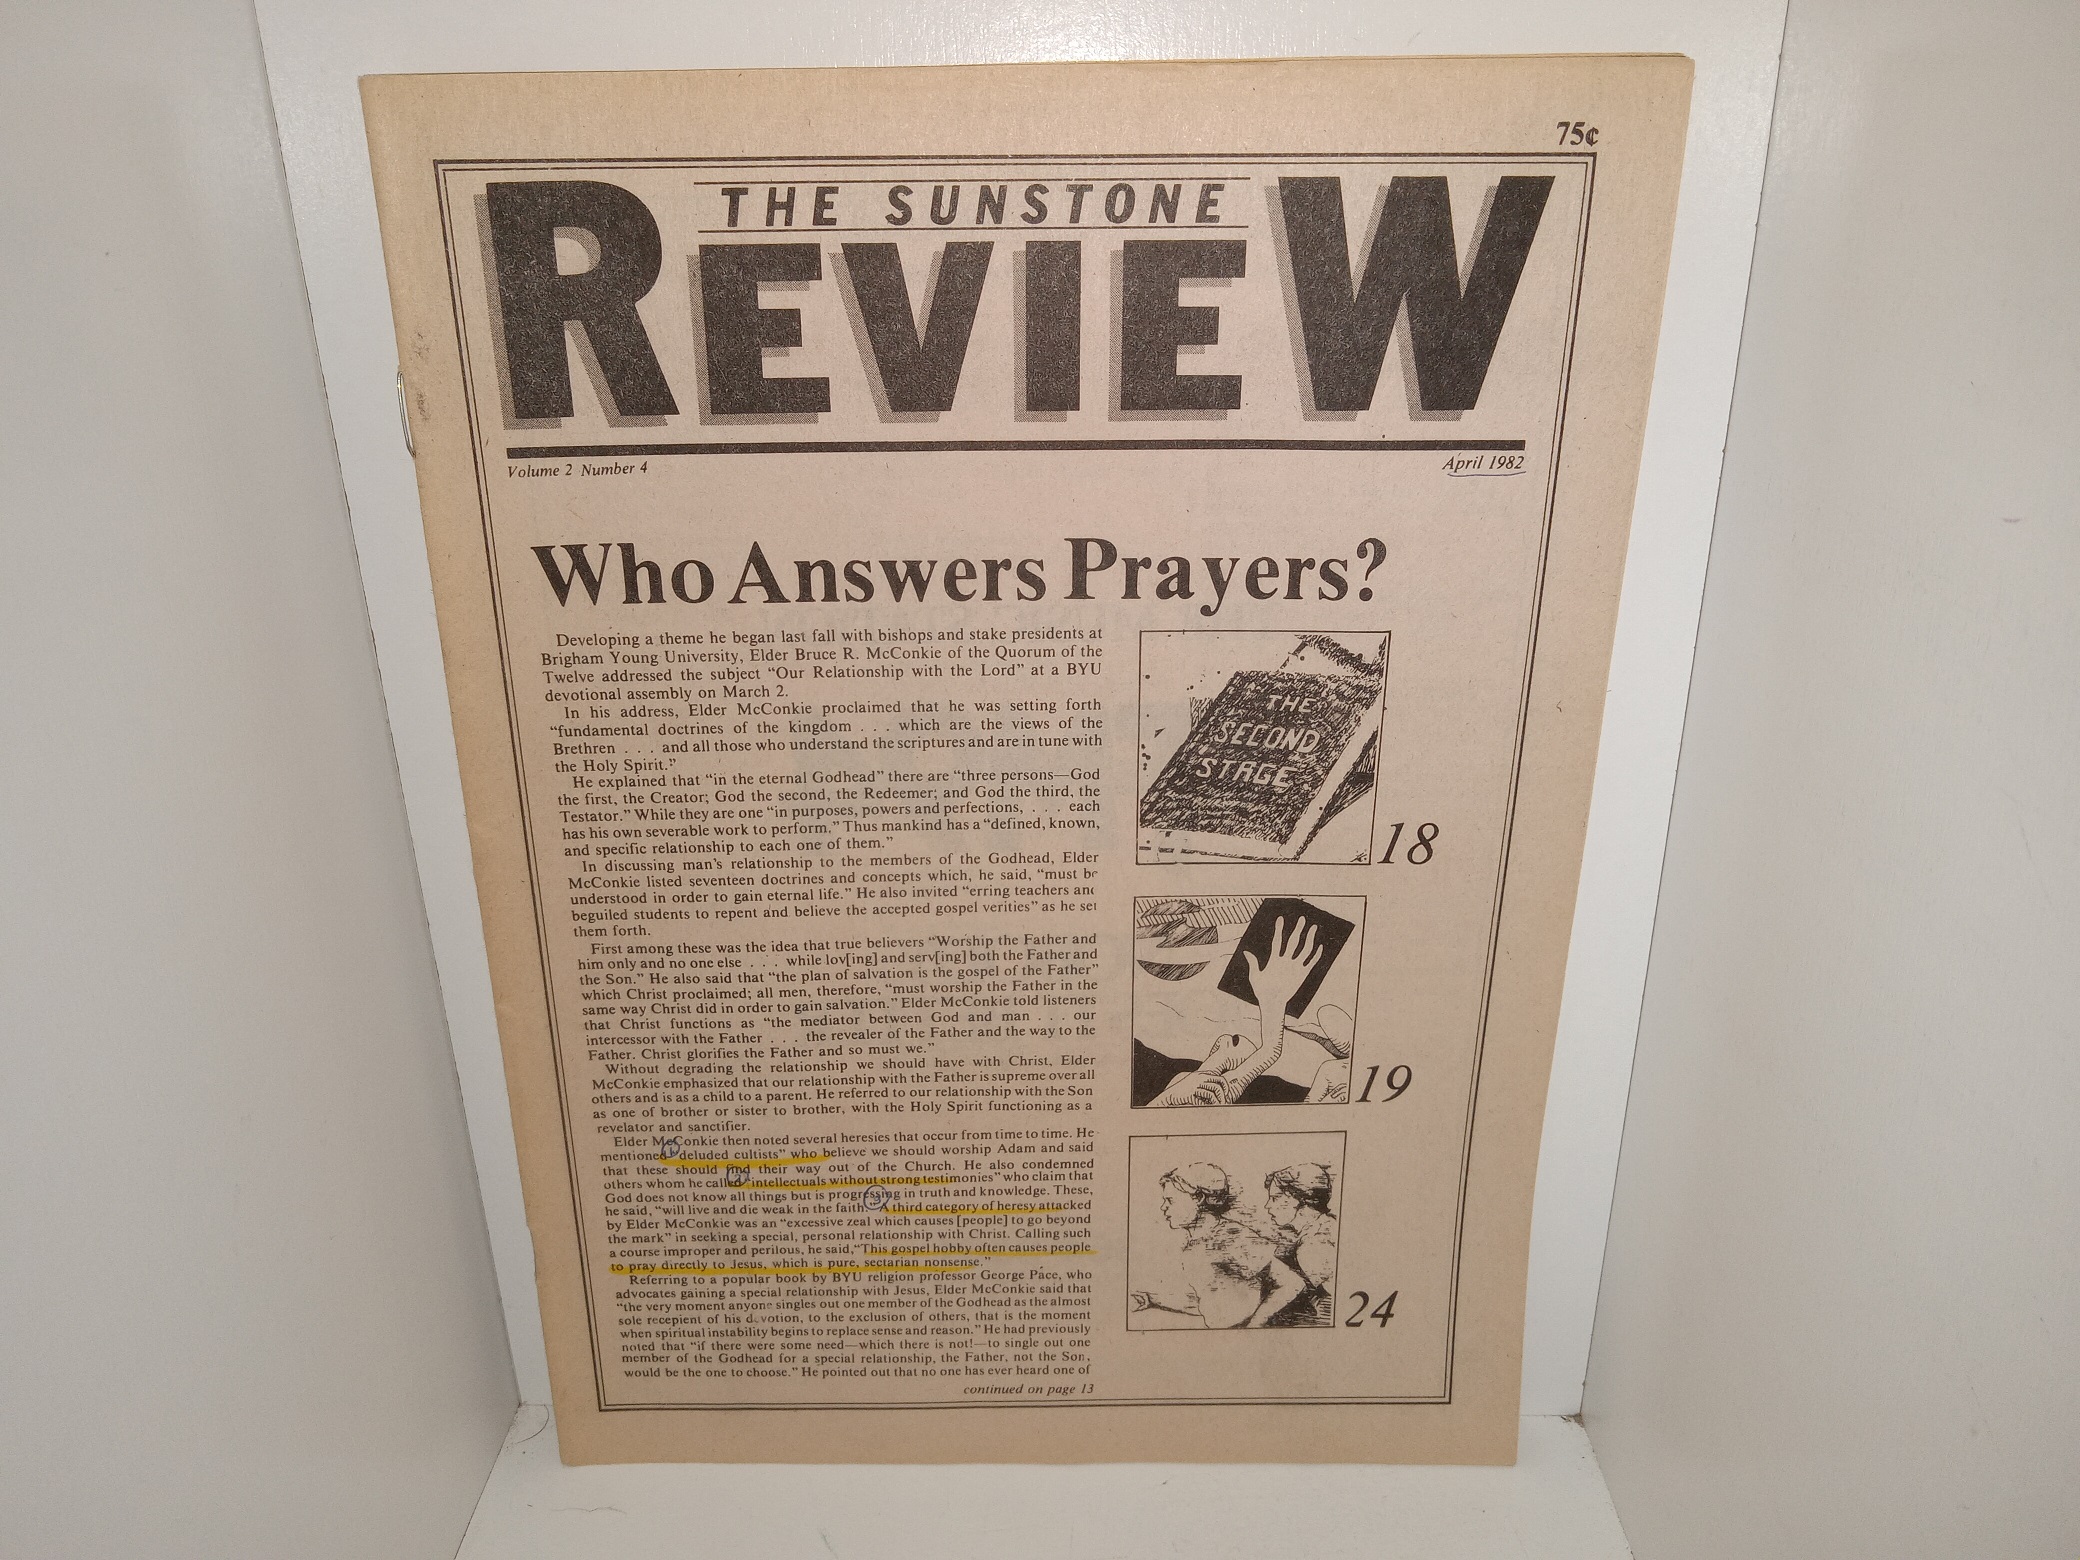 75¢
THE SUNSTONE
REVIEW
Volume 2 Number 4
April 1982
Who Answers Prayers?
Developing a theme he began last fall with bishops and stake presidents at
Brigham Young University, Elder Bruce R. McConkie of the Quorum of the
Twelve addressed the subject “Our Relationship with the Lord” at a BYU
devotional assembly on March 2.
In his address, Elder McConkie proclaimed that he was setting forth
“fundamental doctrines of the kingdom . . . which are the views of the
Brethren . . . and all those who understand the scriptures and are in tune with
the Holy Spirit.”
He explained that “in the eternal Godhead” there are “three persons—God
the first, the Creator; God the second, the Redeemer; and God the third, the
Testator.” While they are one “in purposes, powers and perfections, . . . each
has his own severable work to perform.” Thus mankind has a “defined, known,
and specific relationship to each one of them.”
In discussing man’s relationship to the members of the Godhead, Elder
McConkie listed seventeen doctrines and concepts which, he said, “must be
understood in order to gain eternal life.” He also invited “erring teachers and
beguiled students to repent and believe the accepted gospel verities” as he set
them forth.
First among these was the idea that true believers “Worship the Father and
him only and no one else . . . while lov[ing] and serv[ing] both the Father and
the Son.” He also said that “the plan of salvation is the gospel of the Father”
which Christ proclaimed; all men, therefore, “must worship the Father in the
same way Christ did in order to gain salvation.” Elder McConkie told listeners
that Christ functions as “the mediator between God and man . . . our
intercessor with the Father . . . the revealer of the Father and the way to the
Father. Christ glorifies the Father and so must we.”
Without degrading the relationship we should have with Christ, Elder
McConkie emphasized that our relationship with the Father is supreme over all
others and is as a child to a parent. He referred to our relationship with the Son
as one of brother or sister to brother, with the Holy Spirit functioning as a
revelator and sanctifier.
Elder McConkie then noted several heresies that occur from time to time. He
mentioned 1 “deluded cultists” who believe we should worship Adam and said
that these should find their way out of the Church. He also condemned
others whom he called 2 “intellectuals without strong testimonies” who claim that
God does not know all things but is progressing in truth and knowledge. These,
he said, “will live and die weak in the faith.” 3 A third category of heresy attacked
by Elder McConkie was an “excessive zeal which causes [people] to go beyond
the mark” in seeking a special, personal relationship with Christ. Calling such
a course improper and perilous, he said, “This gospel hobby often causes people
to pray directly to Jesus, which is pure, sectarian nonsense.”
Referring to a popular book by BYU religion professor George Pace, who
advocates gaining a special relationship with Jesus, Elder McConkie said that
“the very moment anyone singles out one member of the Godhead as the almost
sole recepient of his devotion, to the exclusion of others, that is the moment
when spiritual instability begins to replace sense and reason.” He had previously
noted that “if there were some need—which there is not!—to single out one
member of the Godhead for a special relationship, the Father, not the Son,
would be the one to choose.” He pointed out that no one has ever heard one of
continued on page 13
THE
SECOND
STAGE
18
19
24